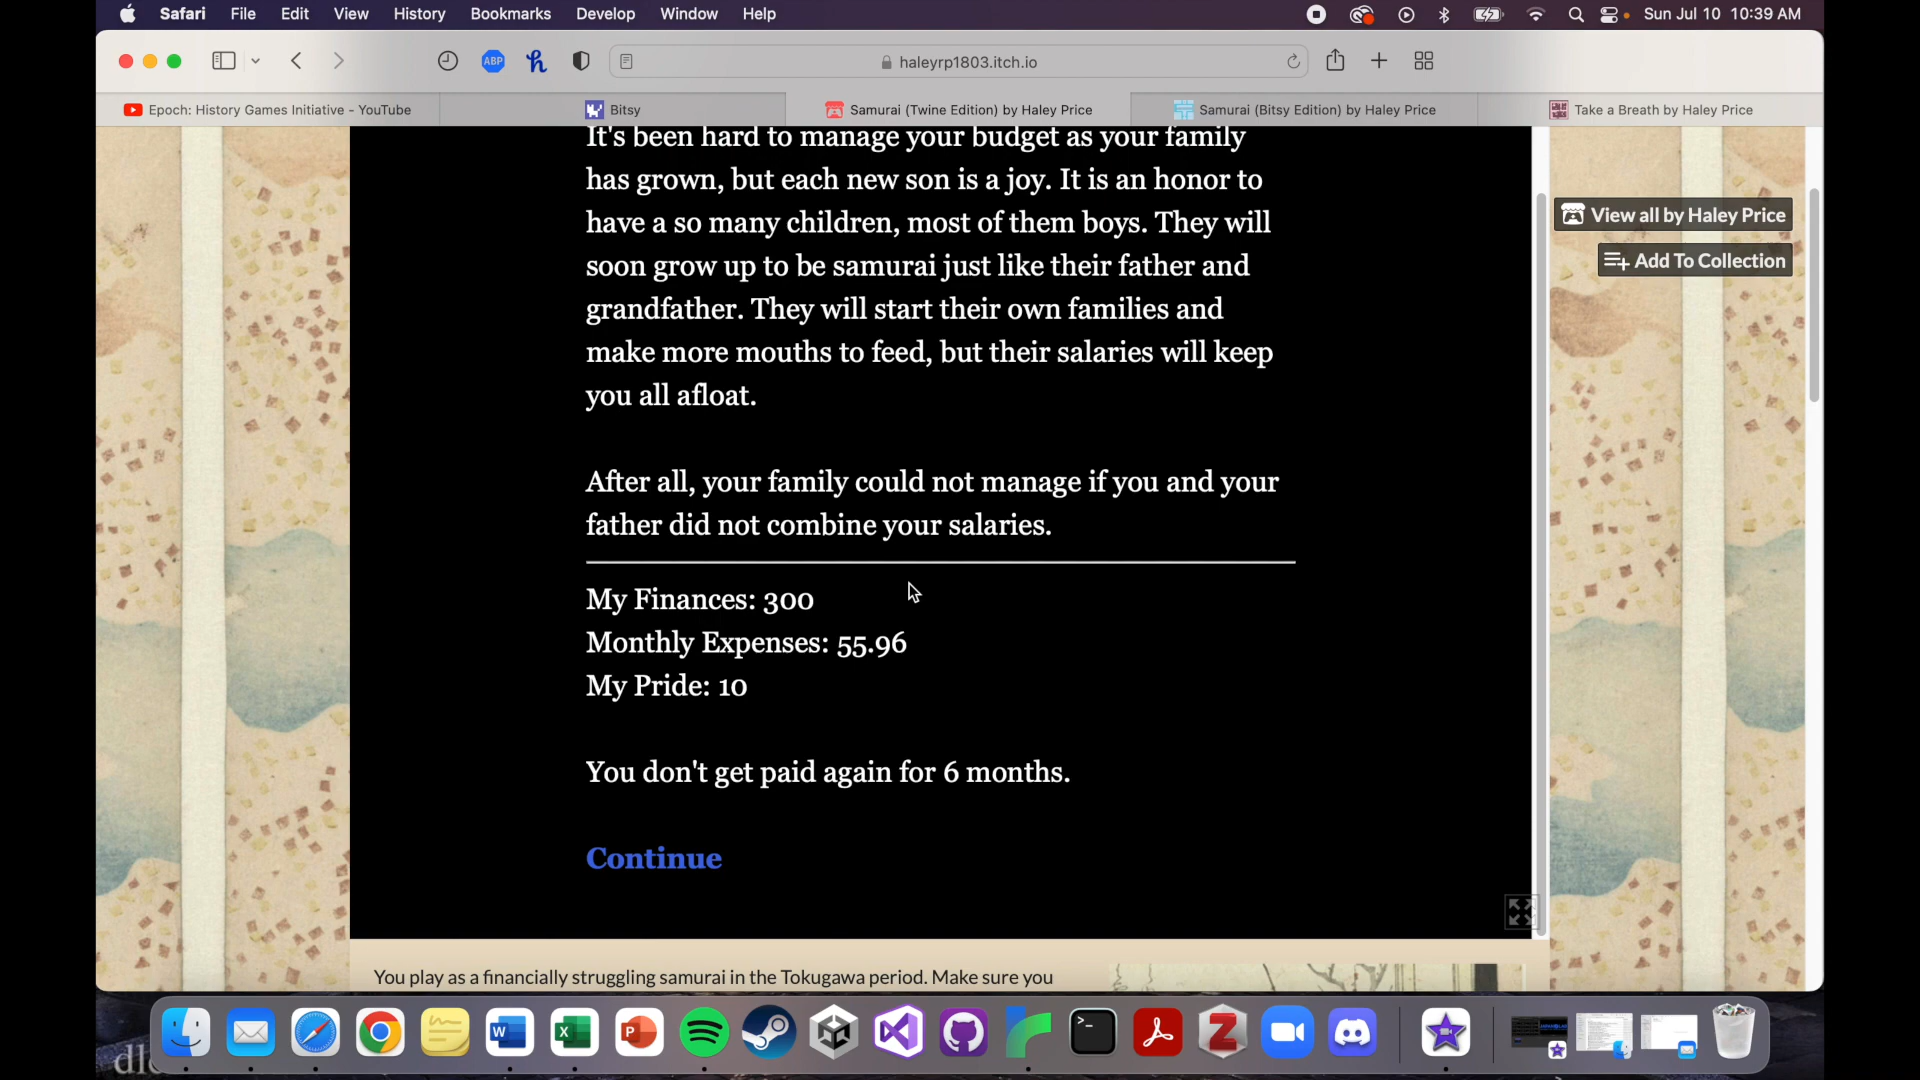 Safari File Edit View History Bookmarks Develop Window Help Sun Jul 10 10:39 AM
ABP h haleyrp1803.itch.io
Epoch: History Games Initiative - YouTube Bitsy Samurai (Twine Edition) by Haley Price Samurai (Bitsy Edition) by Haley Price Take a Breath by Haley Price
It's been hard to manage your budget as your family
has grown, but each new son is a joy. It is an honor to
have a so many children, most of them boys. They will
soon grow up to be samurai just like their father and
grandfather. They will start their own families and
make more mouths to feed, but their salaries will keep
you all afloat.
After all, your family could not manage if you and your
father did not combine your salaries.
My Finances: 300
Monthly Expenses: 55.96
My Pride: 10
You don't get paid again for 6 months.
Continue
View all by Haley Price
Add To Collection
You play as a financially struggling samurai in the Tokugawa period. Make sure you
W X P Z